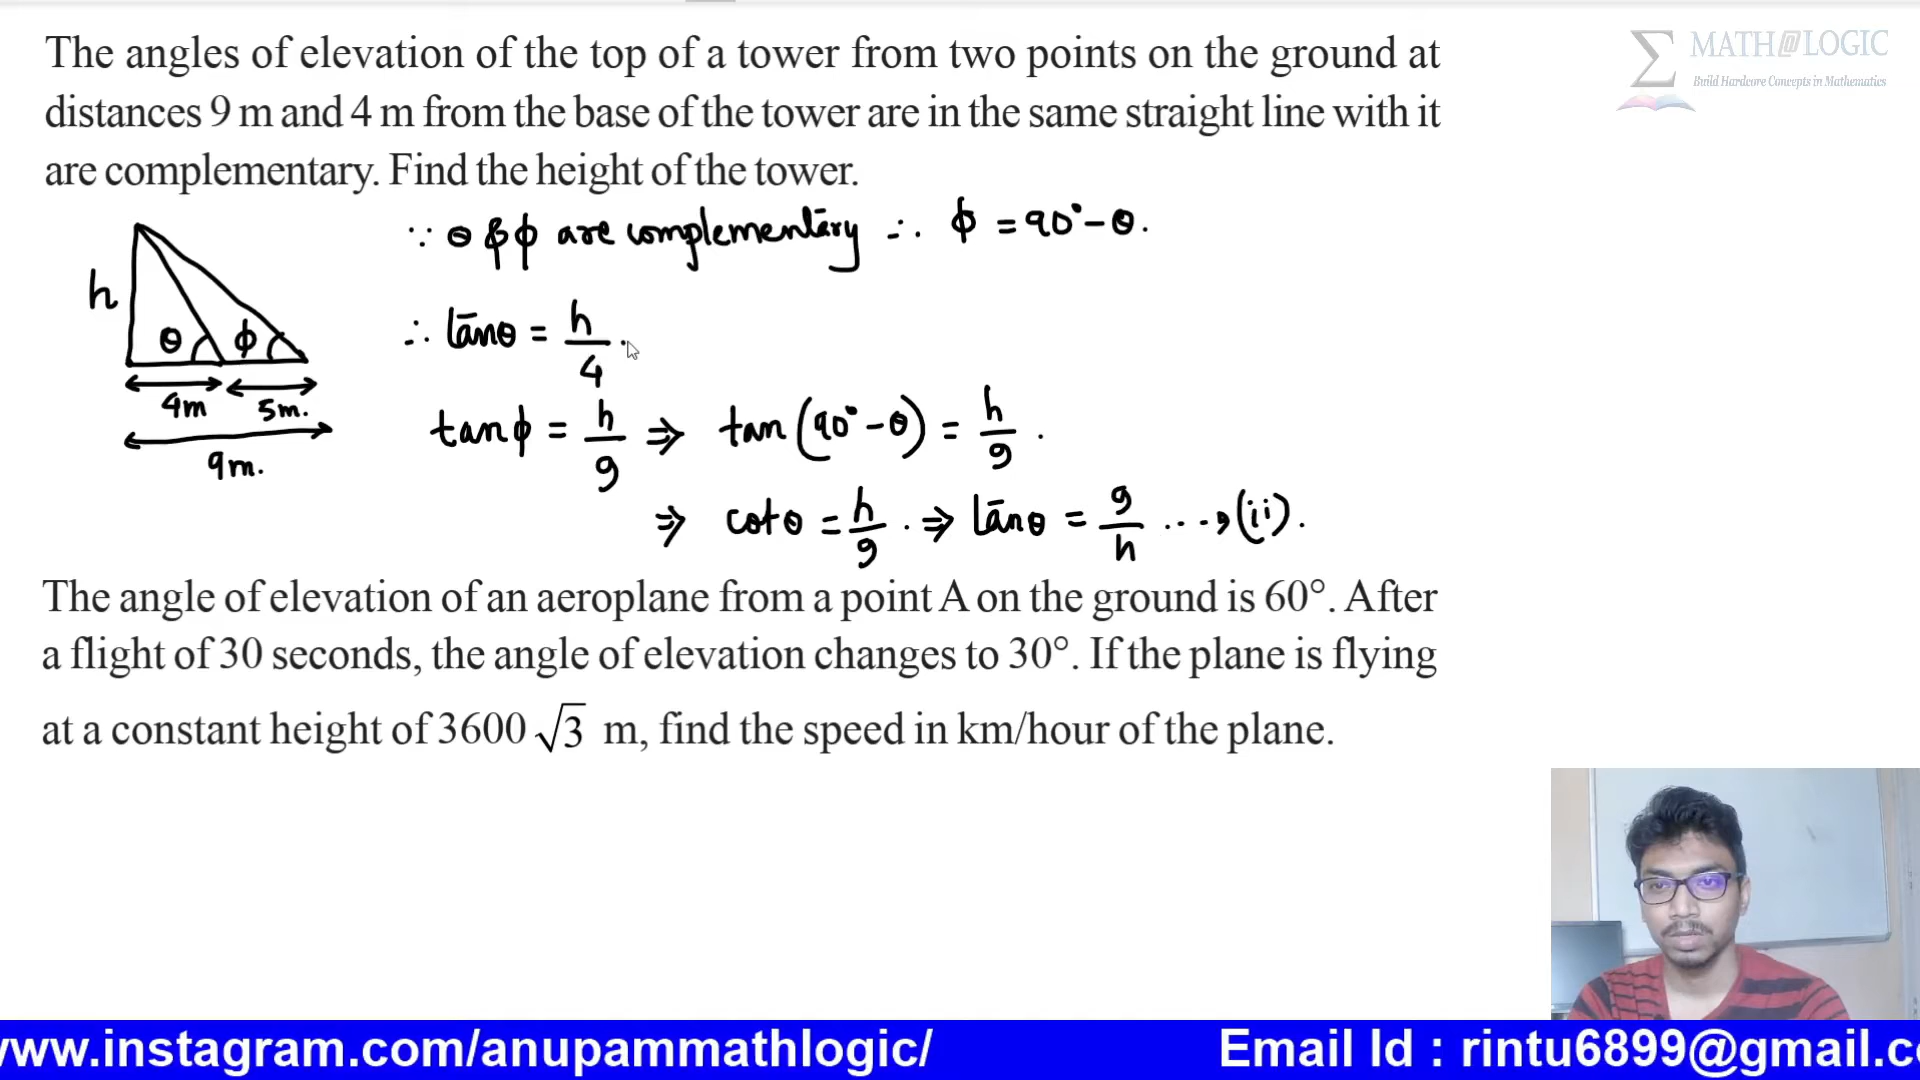 The angles of elevation of the top of a tower from two points on the ground at
distances 9 m and 4 m from the base of the tower are in the same straight line with it
are complementary. Find the height of the tower.
MATH@LOGIC
Build Hardcore Concepts in Mathematics
∵ θ & ϕ are complementary ∴ ϕ = 90° − θ.
h
θ ϕ
4m 5m.
9m.
∴ tanθ = h/4 .
tanϕ = h/9 ⇒ tan(90° − θ) = h/9 .
⇒ cotθ = h/9 . ⇒ tanθ = 9/h ...,(ii).
The angle of elevation of an aeroplane from a point A on the ground is 60°. After
a flight of 30 seconds, the angle of elevation changes to 30°. If the plane is flying
at a constant height of 3600 √3 m, find the speed in km/hour of the plane.
www.instagram.com/anupammathlogic/ Email Id : rintu6899@gmail.c